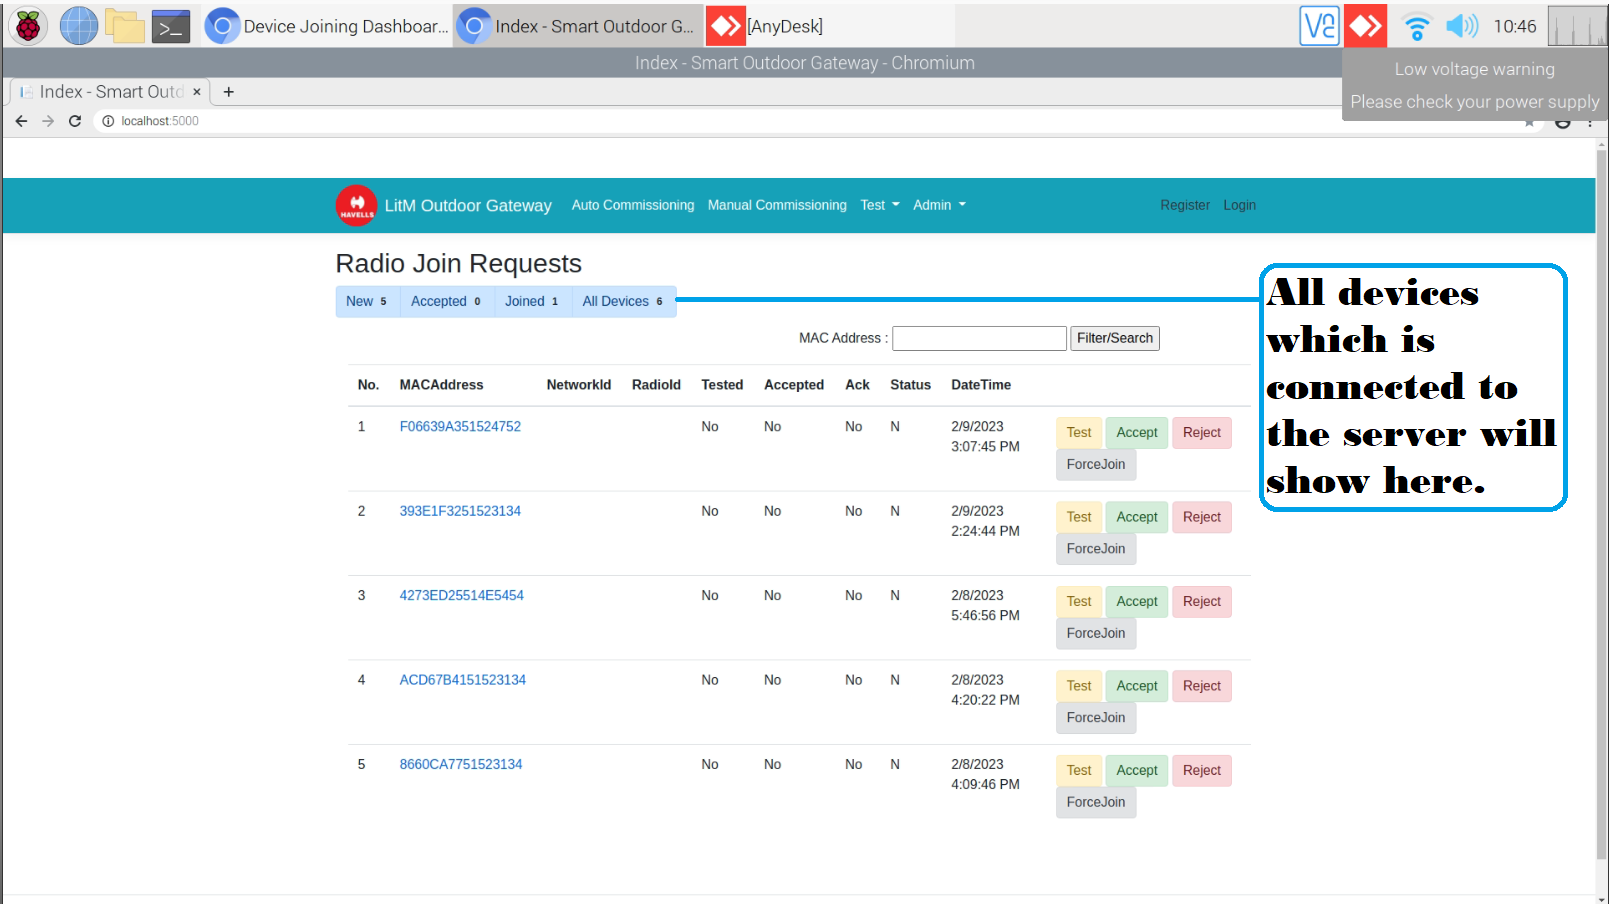 Device Joining Dashboar...
Index - Smart Outdoor G...
[AnyDesk]
10:46
Index - Smart Outdoor Gateway - Chromium
Low voltage warning
Please check your power supply
Index - Smart Outd × +
localhost:5000
HAVELLS
LitM Outdoor Gateway Auto Commissioning Manual Commissioning Test Admin Register Login
Radio Join Requests
New 5 Accepted 0 Joined 1 All Devices 6
MAC Address : Filter/Search
No. MACAddress NetworkId RadioId Tested Accepted Ack Status DateTime
1 F06639A351524752 No No No N 2/9/2023 3:07:45 PM Test Accept Reject
ForceJoin
2 393E1F3251523134 No No No N 2/9/2023 2:24:44 PM Test Accept Reject
ForceJoin
3 4273ED25514E5454 No No No N 2/8/2023 5:46:56 PM Test Accept Reject
ForceJoin
4 ACD67B4151523134 No No No N 2/8/2023 4:20:22 PM Test Accept Reject
ForceJoin
5 8660CA7751523134 No No No N 2/8/2023 4:09:46 PM Test Accept Reject
ForceJoin
All devices
which is
connected to
the server will
show here.